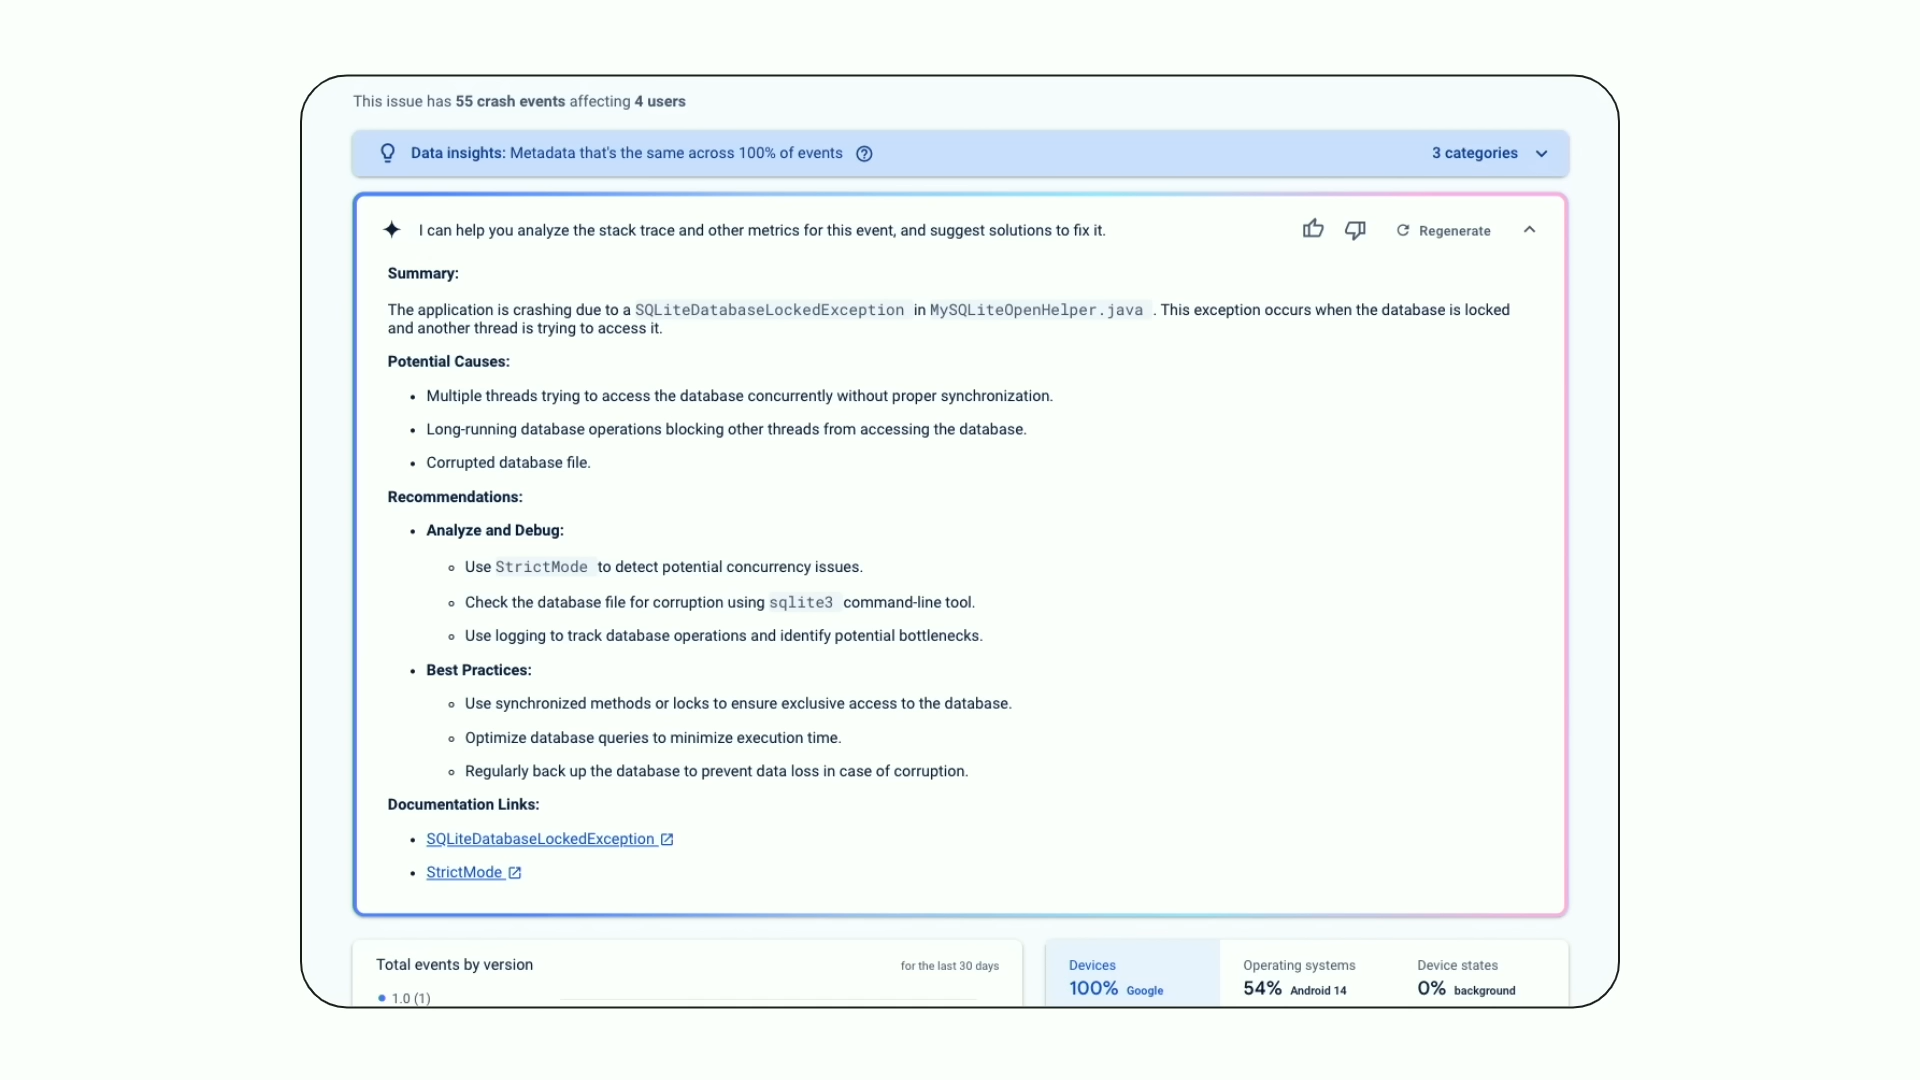 This issue has 55 crash events affecting 4 users
Data insights: Metadata that's the same across 100% of events
3 categories
I can help you analyze the stack trace and other metrics for this event, and suggest solutions to fix it.
Regenerate
Summary:
The application is crashing due to a SQLiteDatabaseLockedException in MySQLiteOpenHelper.java . This exception occurs when the database is locked
and another thread is trying to access it.
Potential Causes:
• Multiple threads trying to access the database concurrently without proper synchronization.
• Long-running database operations blocking other threads from accessing the database.
• Corrupted database file.
Recommendations:
• Analyze and Debug:
◦ Use StrictMode to detect potential concurrency issues.
◦ Check the database file for corruption using sqlite3 command-line tool.
◦ Use logging to track database operations and identify potential bottlenecks.
• Best Practices:
◦ Use synchronized methods or locks to ensure exclusive access to the database.
◦ Optimize database queries to minimize execution time.
◦ Regularly back up the database to prevent data loss in case of corruption.
Documentation Links:
• SQLiteDatabaseLockedException
• StrictMode
Total events by version
for the last 30 days
1.0 (1)
Devices
100% Google
Operating systems
54% Android 14
Device states
0% background